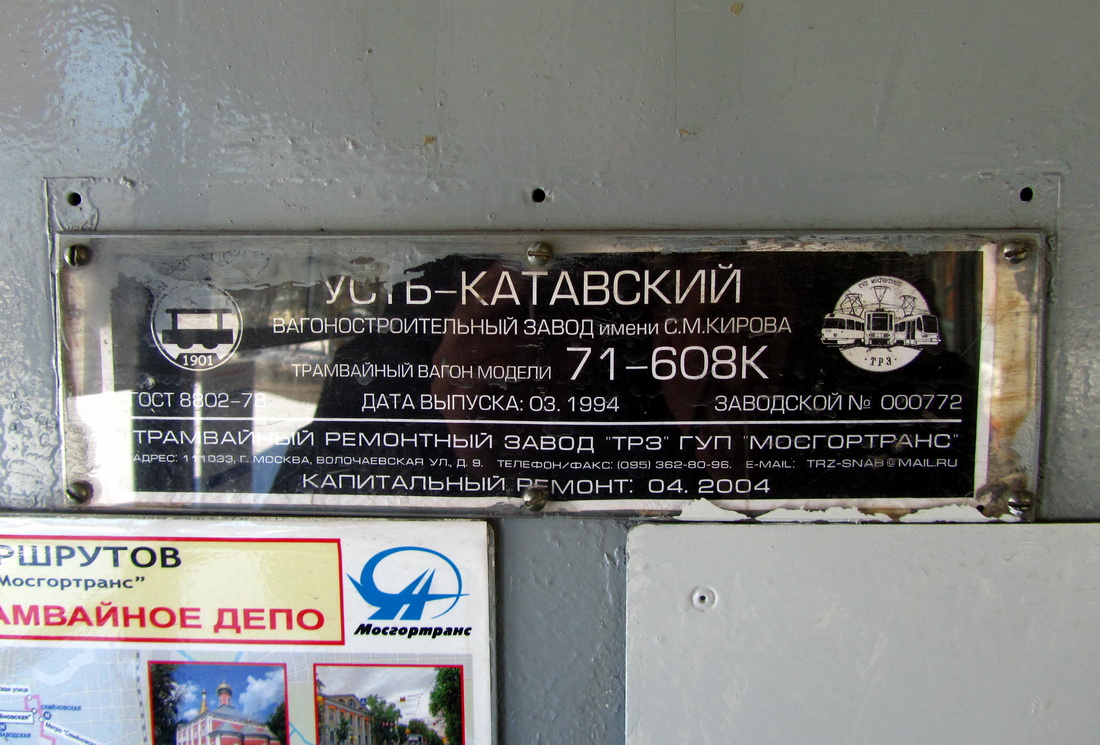 УСТЬ-КАТАВСКИЙ
ВАГОНОСТРОИТЕЛЬНЫЙ ЗАВОД имени С.М.КИРОВА
1901
ТРАМВАЙНЫЙ ВАГОН МОДЕЛИ 71-608К
ТРЗ
ГОСТ 8802-78 ДАТА ВЫПУСКА: 03. 1994 ЗАВОДСКОЙ № 000772
ТРАМВАЙНЫЙ РЕМОНТНЫЙ ЗАВОД "ТРЗ" ГУП "МОСГОРТРАНС"
АДРЕС: 111033, Г. МОСКВА, ВОЛОЧАЕВСКАЯ УЛ., Д. 9. ТЕЛЕФОН/ФАКС: (095) 362-80-96. E-MAIL: TRZ-SNAB@MAIL.RU
КАПИТАЛЬНЫЙ РЕМОНТ: 04. 2004
РШРУТОВ
Мосгортранс”
АМВАЙНОЕ ДЕПО
Мосгортранс